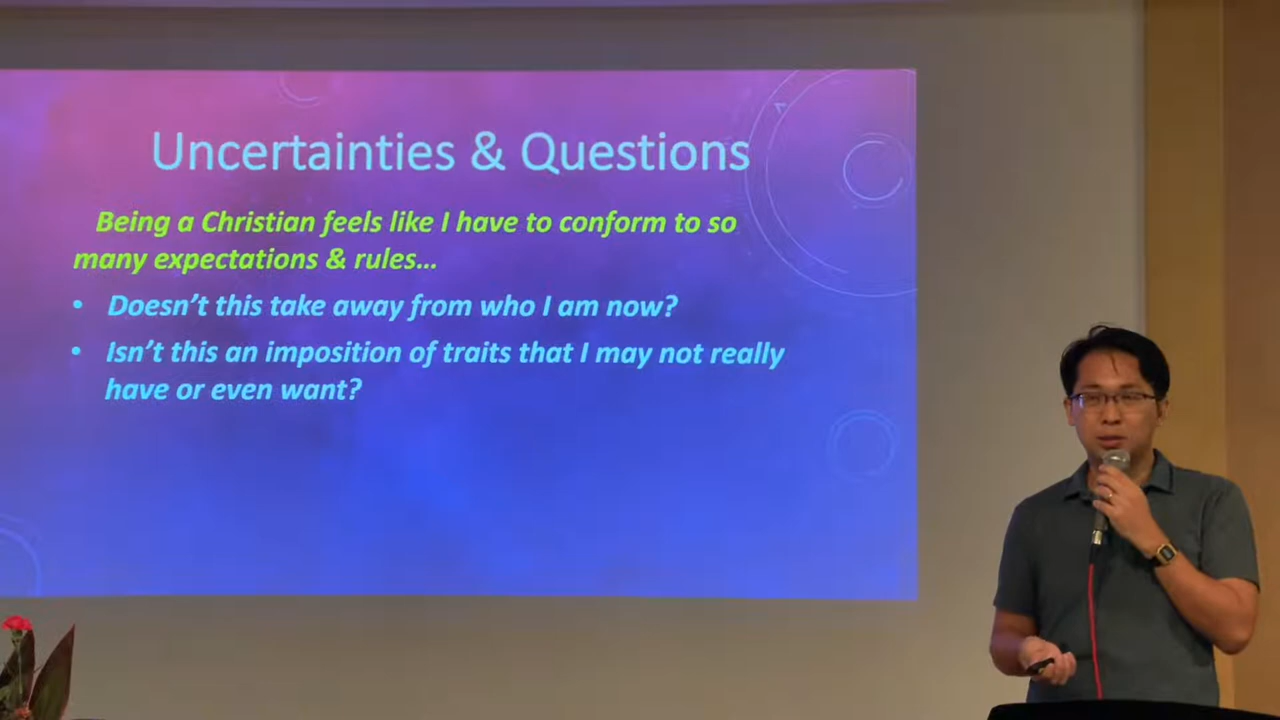 Uncertainties & Questions
Being a Christian feels like I have to conform to so
many expectations & rules...
• Doesn't this take away from who I am now?
• Isn't this an imposition of traits that I may not really
have or even want?